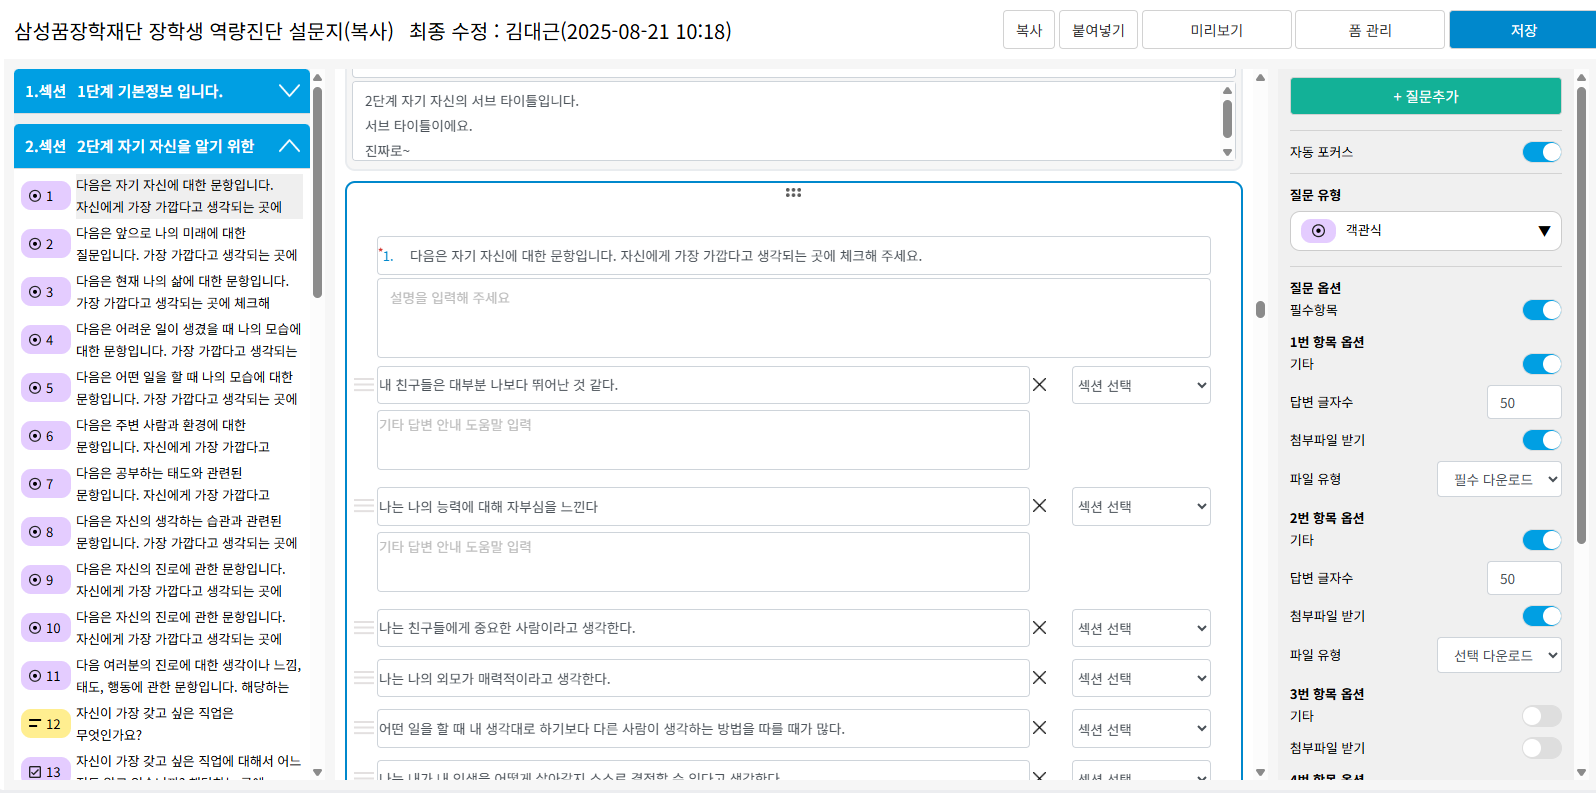 삼성꿈장학재단 장학생 역량진단 설문지(복사) 최종 수정 : 김대근(2025-08-21 10:18)
복사
붙여넣기
미리보기
폼 관리
저장
1.섹션 1단계 기본정보 입니다.
2.섹션 2단계 자기 자신을 알기 위한
1 다음은 자기 자신에 대한 문항입니다.
자신에게 가장 가깝다고 생각되는 곳에
2 다음은 앞으로 나의 미래에 대한
질문입니다. 가장 가깝다고 생각되는 곳에
3 다음은 현재 나의 삶에 대한 문항입니다.
가장 가깝다고 생각되는 곳에 체크해
4 다음은 어려운 일이 생겼을 때 나의 모습에
대한 문항입니다. 가장 가깝다고 생각되는
5 다음은 어떤 일을 할 때 나의 모습에 대한
문항입니다. 가장 가깝다고 생각되는 곳에
6 다음은 주변 사람과 환경에 대한
문항입니다. 자신에게 가장 가깝다고
7 다음은 공부하는 태도와 관련된
문항입니다. 자신에게 가장 가깝다고
8 다음은 자신의 생각하는 습관과 관련된
문항입니다. 가장 가깝다고 생각되는 곳에
9 다음은 자신의 진로에 관한 문항입니다.
자신에게 가장 가깝다고 생각되는 곳에
10 다음은 자신의 진로에 관한 문항입니다.
자신에게 가장 가깝다고 생각되는 곳에
11 다음 여러분의 진로에 대한 생각이나 느낌,
태도, 행동에 관한 문항입니다. 해당하는
12 자신이 가장 갖고 싶은 직업은
무엇인가요?
13 자신이 가장 갖고 싶은 직업에 대해서 어느
2단계 자기 자신의 서브 타이틀입니다.
서브 타이틀이에요.
진짜로~
*1. 다음은 자기 자신에 대한 문항입니다. 자신에게 가장 가깝다고 생각되는 곳에 체크해 주세요.
설명을 입력해 주세요
내 친구들은 대부분 나보다 뛰어난 것 같다.
섹션 선택
기타 답변 안내 도움말 입력
나는 나의 능력에 대해 자부심을 느낀다
섹션 선택
기타 답변 안내 도움말 입력
나는 친구들에게 중요한 사람이라고 생각한다.
섹션 선택
나는 나의 외모가 매력적이라고 생각한다.
섹션 선택
어떤 일을 할 때 내 생각대로 하기보다 다른 사람이 생각하는 방법을 따를 때가 많다.
섹션 선택
나는 내가 내 인생을 어떻게 살아갈지 스스로 결정할 수 있다고 생각한다
섹션 선택
+ 질문추가
자동 포커스
질문 유형
객관식
질문 옵션
필수항목
1번 항목 옵션
기타
답변 글자수
50
첨부파일 받기
파일 유형
필수 다운로드
2번 항목 옵션
기타
답변 글자수
50
첨부파일 받기
파일 유형
선택 다운로드
3번 항목 옵션
기타
첨부파일 받기
4번 항목 옵션